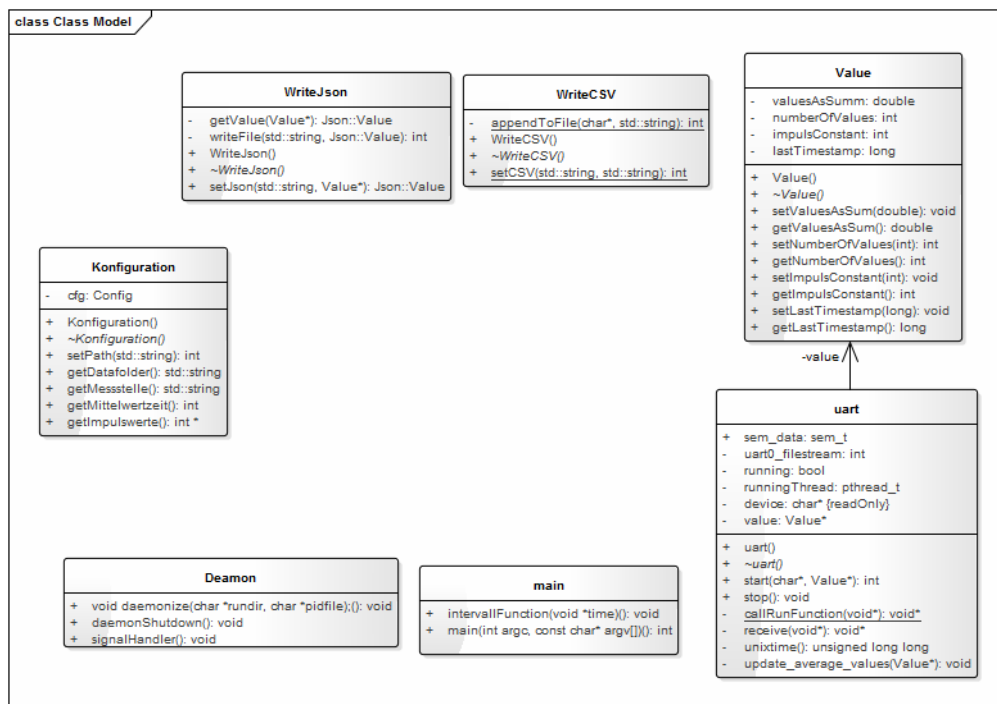 class Class Model
WriteJson
- getValue(Value*): Json::Value
- writeFile(std::string, Json::Value): int
+ WriteJson()
+ ~WriteJson()
+ setJson(std::string, Value*): Json::Value
WriteCSV
- appendToFile(char*, std::string): int
+ WriteCSV()
+ ~WriteCSV()
+ setCSV(std::string, std::string): int
Value
- valuesAsSumm: double
- numberOfValues: int
- impulsConstant: int
- lastTimestamp: long
+ Value()
+ ~Value()
+ setValuesAsSum(double): void
+ getValuesAsSum(): double
+ setNumberOfValues(int): int
+ getNumberOfValues(): int
+ setImpulsConstant(int): void
+ getImpulsConstant(): int
+ setLastTimestamp(long): void
+ getLastTimestamp(): long
Konfiguration
- cfg: Config
+ Konfiguration()
+ ~Konfiguration()
+ setPath(std::string): int
+ getDatafolder(): std::string
+ getMessstelle(): std::string
+ getMittelwertzeit(): int
+ getImpulswerte(): int *
-value
uart
+ sem_data: sem_t
- uart0_filestream: int
- running: bool
- runningThread: pthread_t
- device: char* {readOnly}
- value: Value*
+ uart()
+ ~uart()
+ start(char*, Value*): int
+ stop(): void
- callRunFunction(void*): void*
- receive(void*): void*
- unixtime(): unsigned long long
- update_average_values(Value*): void
Deamon
+ void daemonize(char *rundir, char *pidfile);(): void
+ daemonShutdown(): void
+ signalHandler(): void
main
+ intervallFunction(void *time)(): void
+ main(int argc, const char* argv[])(): int